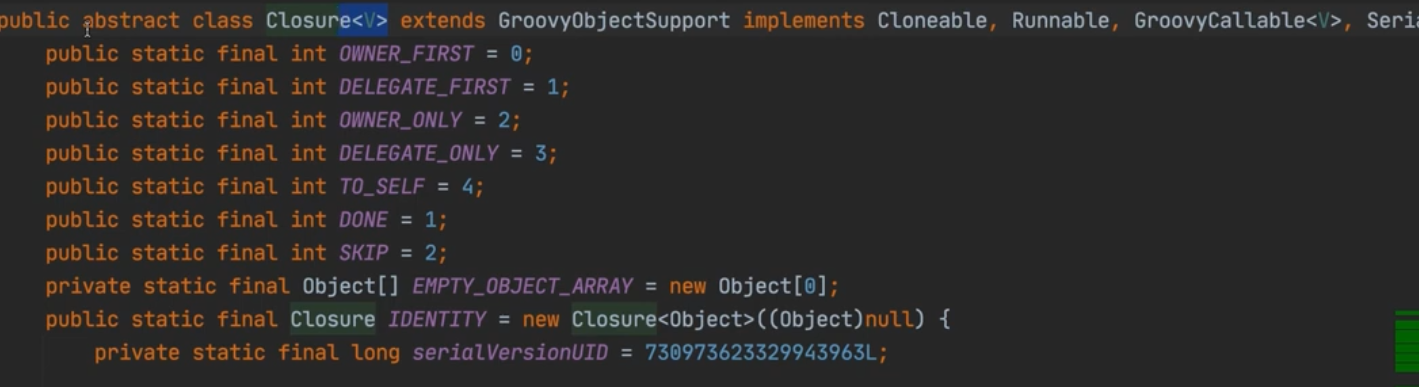 public abstract class Closure<V> extends GroovyObjectSupport implements Cloneable, Runnable, GroovyCallable<V>, Seri
public static final int OWNER_FIRST = 0;
public static final int DELEGATE_FIRST = 1;
public static final int OWNER_ONLY = 2;
public static final int DELEGATE_ONLY = 3;
public static final int TO_SELF = 4;
public static final int DONE = 1;
public static final int SKIP = 2;
private static final Object[] EMPTY_OBJECT_ARRAY = new Object[0];
public static final Closure IDENTITY = new Closure<Object>((Object)null) {
private static final long serialVersionUID = 730973623329943963L;